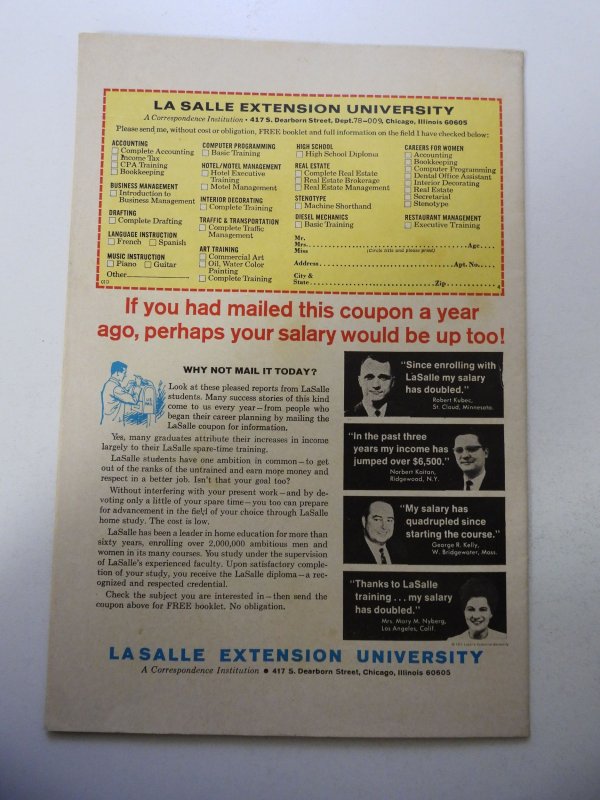 LA SALLE EXTENSION UNIVERSITY
A Correspondence Institution • 417 S. Dearborn Street, Dept. 78-009, Chicago, Illinois 60605
Please send me, without cost or obligation, FREE booklet and full information on the field I have checked below:
ACCOUNTING
Complete Accounting
Income Tax
CPA Training
Bookkeeping
BUSINESS MANAGEMENT
Introduction to
Business Management
DRAFTING
Complete Drafting
LANGUAGE INSTRUCTION
French Spanish
MUSIC INSTRUCTION
Piano Guitar
Other
COMPUTER PROGRAMMING
Basic Training
HOTEL/MOTEL MANAGEMENT
Hotel Executive
Training
Motel Management
INTERIOR DECORATING
Complete Training
TRAFFIC & TRANSPORTATION
Complete Traffic
Management
ART TRAINING
Commercial Art
Oil, Water Color
Painting
Complete Training
HIGH SCHOOL
High School Diploma
REAL ESTATE
Complete Real Estate
Real Estate Brokerage
Real Estate Management
STENOTYPE
Machine Shorthand
DIESEL MECHANICS
Basic Training
CAREERS FOR WOMEN
Accounting
Bookkeeping
Computer Programming
Dental Office Assistant
Interior Decorating
Real Estate
Secretarial
Stenotype
RESTAURANT MANAGEMENT
Executive Training
Mr.
Mrs. Age
Miss (Circle title and please print)
Address Apt. No.
City &
State Zip 4
If you had mailed this coupon a year
ago, perhaps your salary would be up too!
WHY NOT MAIL IT TODAY?
Look at these pleased reports from LaSalle
students. Many success stories of this kind
come to us every year—from people who
began their career planning by mailing the
LaSalle coupon for information.
Yes, many graduates attribute their increases in income
largely to their LaSalle spare-time training.
LaSalle students have one ambition in common—to get
out of the ranks of the untrained and earn more money and
respect in a better job. Isn't that your goal too?
Without interfering with your present work—and by de-
voting only a little of your spare time—you too can prepare
for advancement in the field of your choice through LaSalle
home study. The cost is low.
LaSalle has been a leader in home education for more than
sixty years, enrolling over 2,000,000 ambitious men and
women in its many courses. You study under the supervision
of LaSalle's experienced faculty. Upon satisfactory comple-
tion of your study, you receive the LaSalle diploma—a rec-
ognized and respected credential.
Check the subject you are interested in—then send the
coupon above for FREE booklet. No obligation.
"Since enrolling with
LaSalle my salary
has doubled."
Robert Kubec,
St. Cloud, Minnesota.
"In the past three
years my income has
jumped over $6,500."
Norbert Kaitan,
Ridgewood, N.Y.
"My salary has
quadrupled since
starting the course."
George R. Kelly,
W. Bridgewater, Mass.
"Thanks to LaSalle
training . . . my salary
has doubled."
Mrs. Mary M. Nyberg,
Los Angeles, Calif.
LASALLE EXTENSION UNIVERSITY
A Correspondence Institution • 417 S. Dearborn Street, Chicago, Illinois 60605